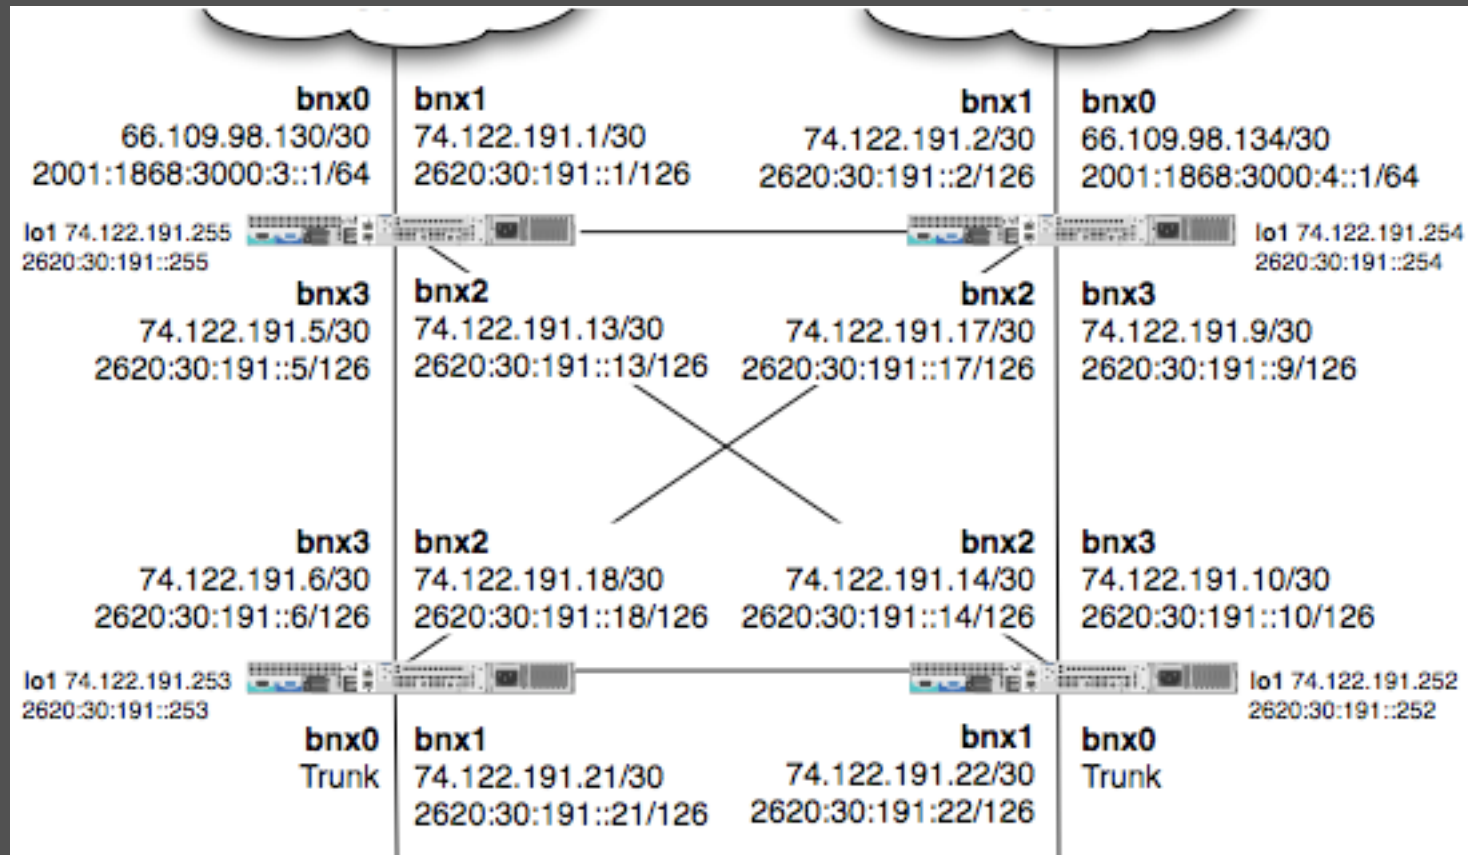 bnx0
66.109.98.130/30
2001:1868:3000:3::1/64
bnx1
74.122.191.1/30
2620:30:191::1/126
bnx1
74.122.191.2/30
2620:30:191::2/126
bnx0
66.109.98.134/30
2001:1868:3000:4::1/64
lo1 74.122.191.255
2620:30:191::255
lo1 74.122.191.254
2620:30:191::254
bnx3
74.122.191.5/30
2620:30:191::5/126
bnx2
74.122.191.13/30
2620:30:191::13/126
bnx2
74.122.191.17/30
2620:30:191::17/126
bnx3
74.122.191.9/30
2620:30:191::9/126
bnx3
74.122.191.6/30
2620:30:191::6/126
bnx2
74.122.191.18/30
2620:30:191::18/126
bnx2
74.122.191.14/30
2620:30:191::14/126
bnx3
74.122.191.10/30
2620:30:191::10/126
lo1 74.122.191.253
2620:30:191::253
lo1 74.122.191.252
2620:30:191::252
bnx0
Trunk
bnx1
74.122.191.21/30
2620:30:191::21/126
bnx1
74.122.191.22/30
2620:30:191:22/126
bnx0
Trunk